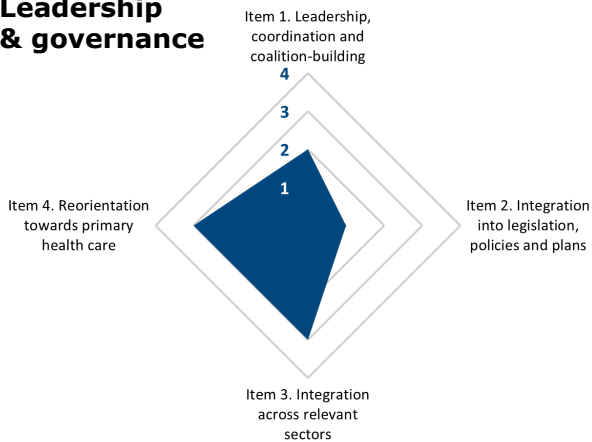 Leadership
& governance
Item 1. Leadership,
coordination and
coalition-building
4
3
2
1
Item 4. Reorientation
towards primary
health care
Item 2. Integration
into legislation,
policies and plans
Item 3. Integration
across relevant
sectors